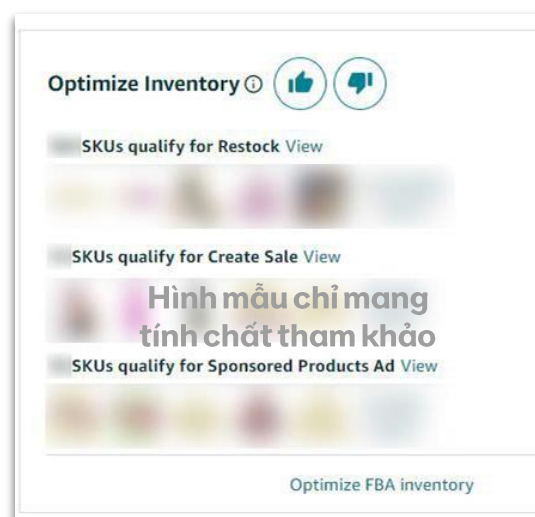 Optimize Inventory
SKUs qualify for Restock View
SKUs qualify for Create Sale View
Hình mẫu chỉ mang
tính chất tham khảo
SKUs qualify for Sponsored Products Ad View
Optimize FBA inventory